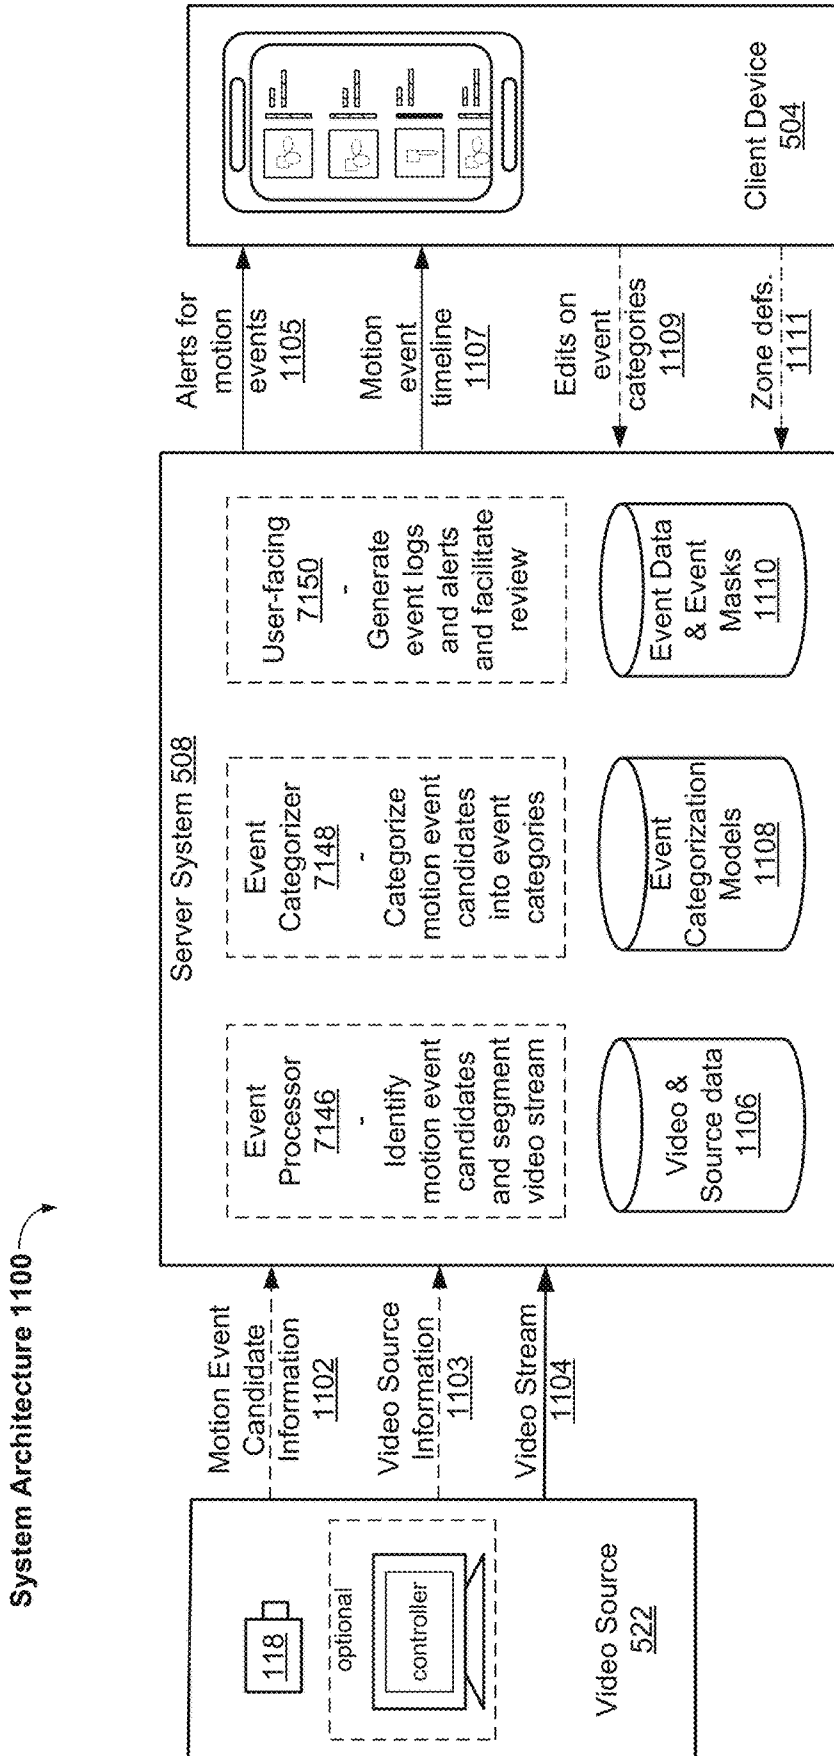 System Architecture 1100
118
optional
controller
Video Source
522
Motion Event
Candidate
Information
1102
Video Source
Information
1103
Video Stream
1104
Server System 508
Event
Processor
7146
-
Identify
motion event
candidates
and segment
video stream
Event
Categorizer
7148
-
Categorize
motion event
candidates
into event
categories
User-facing
7150
-
Generate
event logs
and alerts
and facilitate
review
Video &
Source data
1106
Event
Categorization
Models
1108
Event Data
& Event
Masks
1110
Alerts for
motion
events
1105
Motion
event
timeline
1107
Edits on
event
categories
1109
Zone defs.
1111
Client Device
504